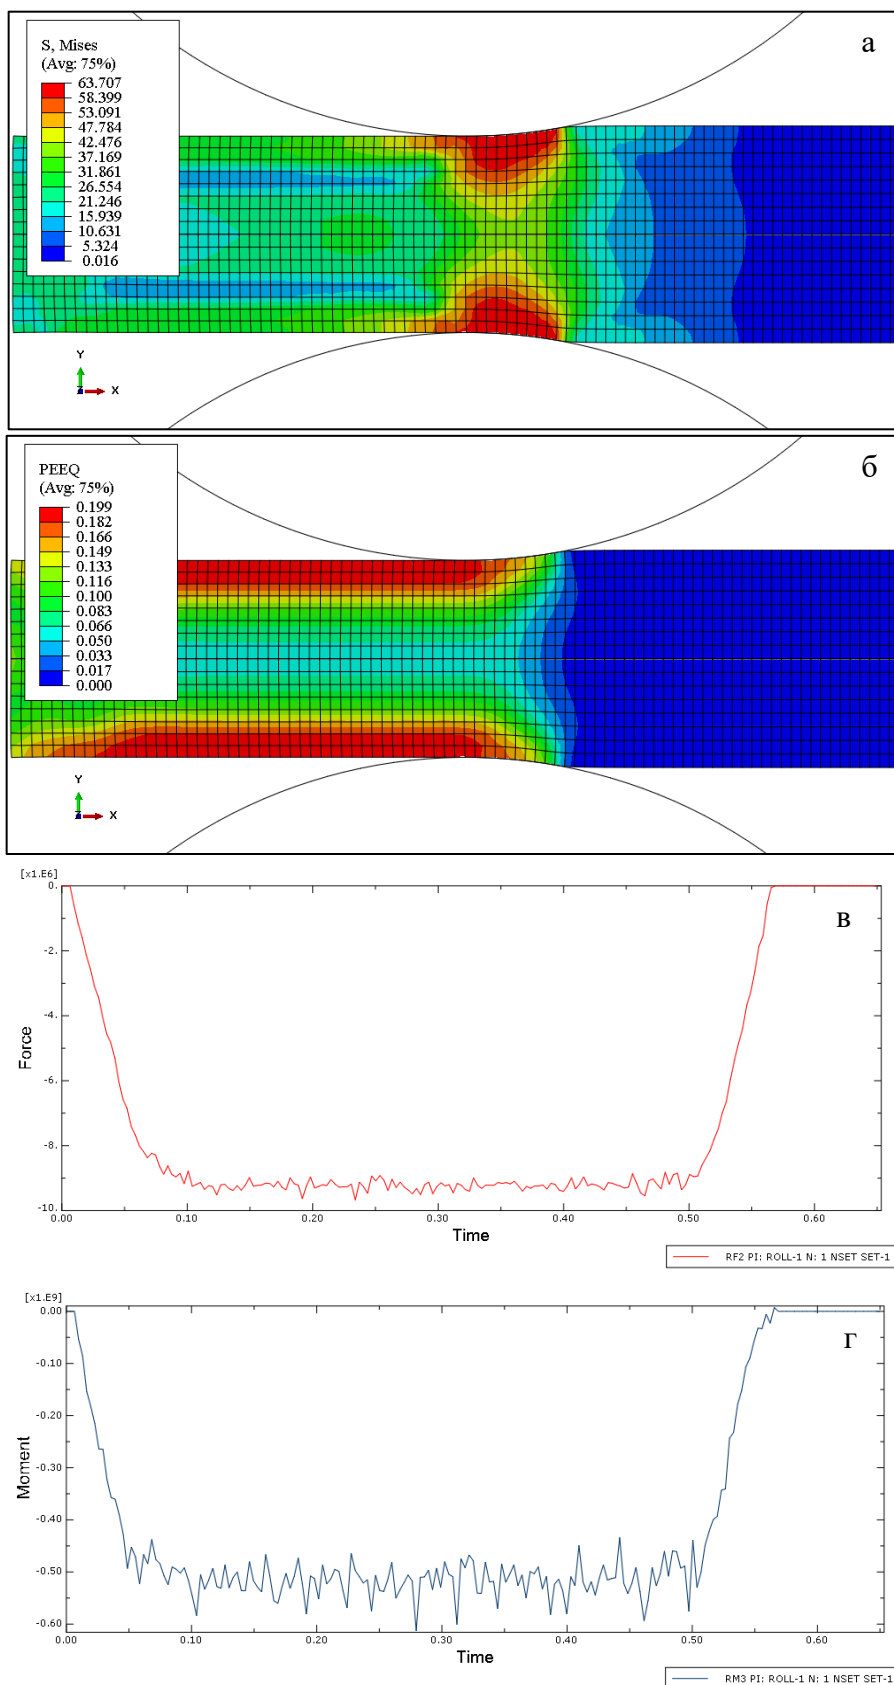 а
S, Mises
(Avg: 75%)
63.707
58.399
53.091
47.784
42.476
37.169
31.861
26.554
21.246
15.939
10.631
5.324
0.016
Y
Z X
б
PEEQ
(Avg: 75%)
0.199
0.182
0.166
0.149
0.133
0.116
0.100
0.083
0.066
0.050
0.033
0.017
0.000
Y
Z X
[x1.E6]
в
0.
-2.
-4.
-6.
-8.
-10.
Force
0.00 0.10 0.20 0.30 0.40 0.50 0.60
Time
RF2 PI: ROLL-1 N: 1 NSET SET-1
[x1.E9]
г
0.00
-0.10
-0.20
-0.30
-0.40
-0.50
-0.60
Moment
0.00 0.10 0.20 0.30 0.40 0.50 0.60
Time
RM3 PI: ROLL-1 N: 1 NSET SET-1